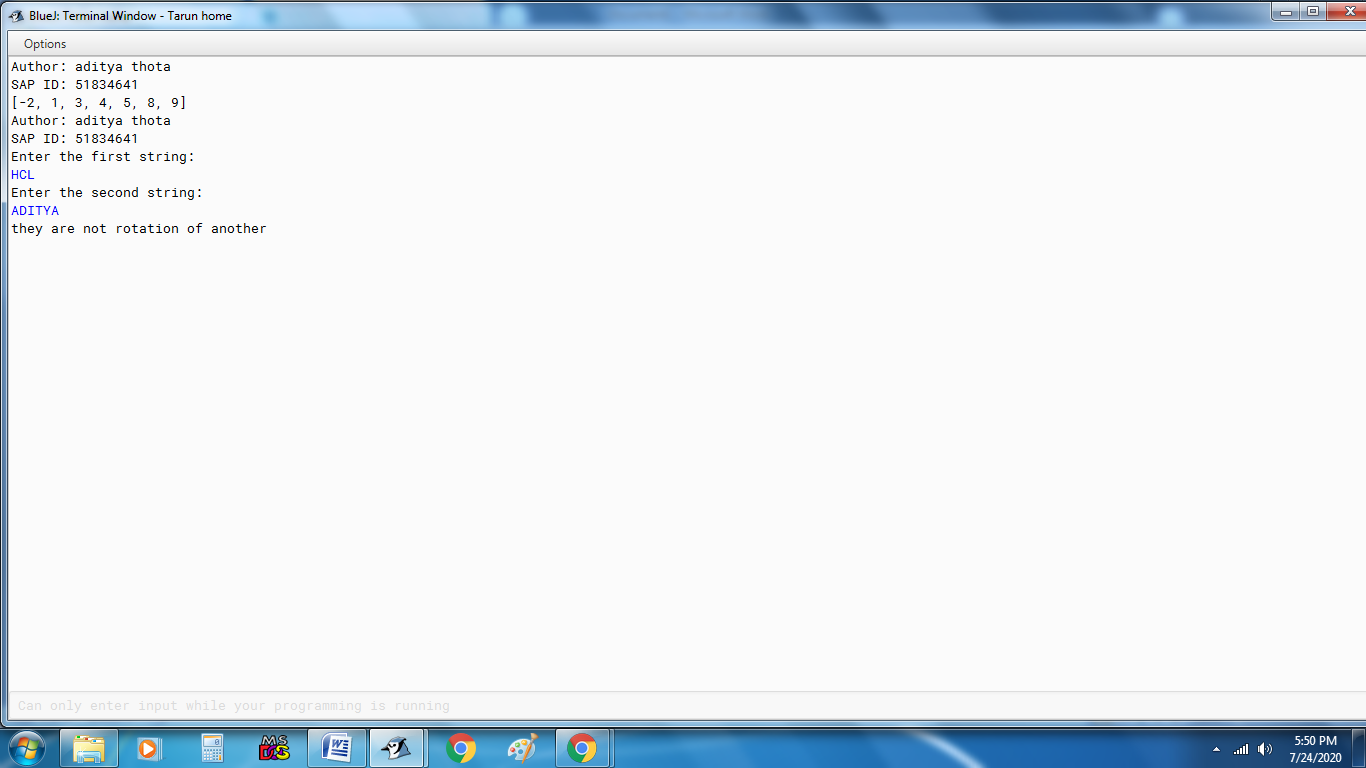 BlueJ: Terminal Window - Tarun home
Options
Author: aditya thota
SAP ID: 51834641
[-2, 1, 3, 4, 5, 8, 9]
Author: aditya thota
SAP ID: 51834641
Enter the first string:
HCL
Enter the second string:
ADITYA
they are not rotation of another
Can only enter input while your programming is running
MS
DOS
5:50 PM
7/24/2020